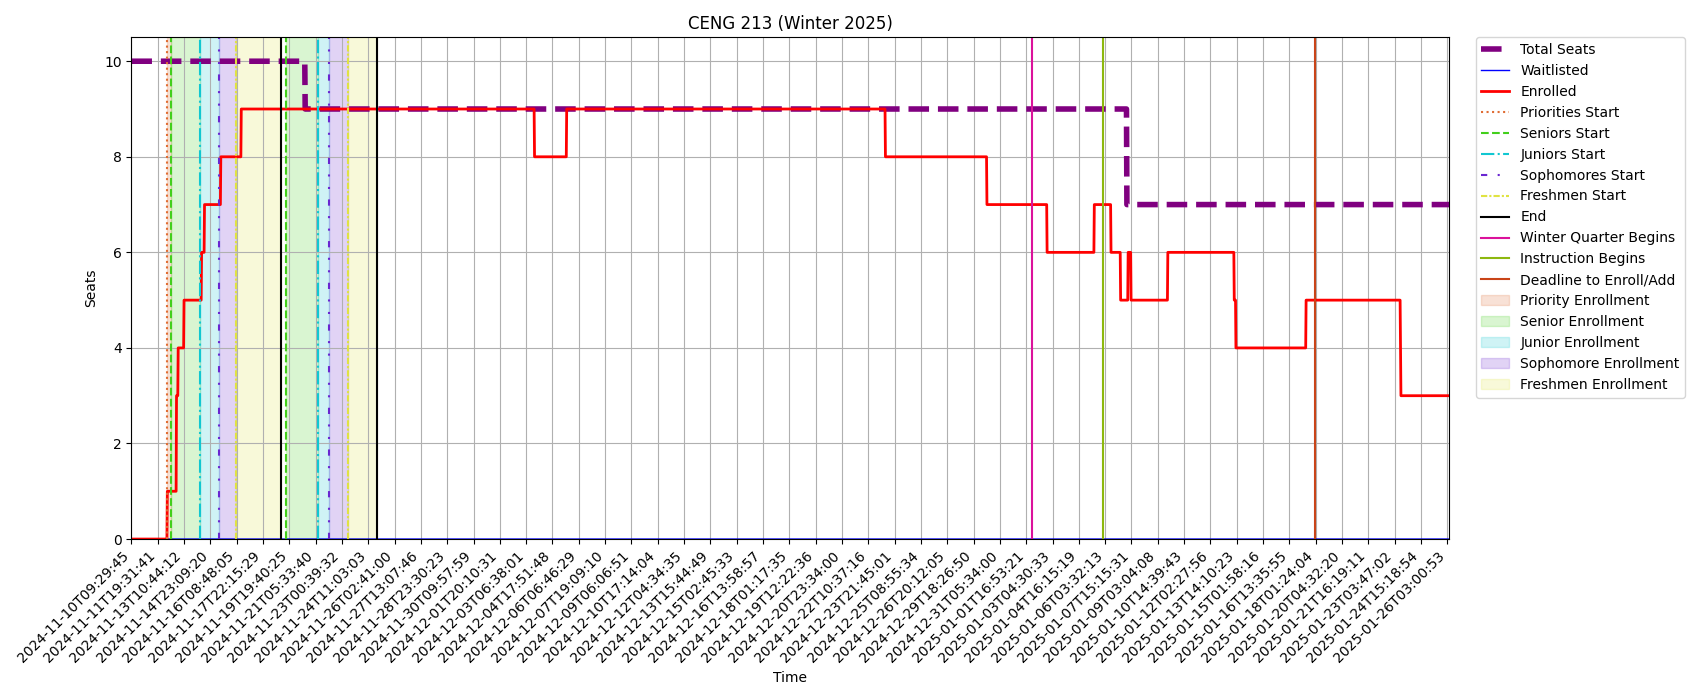 CENG 213 (Winter 2025)
Seats
10
8
6
4
2
0
2024-11-10T09:29:45
2024-11-11T19:31:41
2024-11-13T10:44:12
2024-11-14T23:09:20
2024-11-16T08:48:05
2024-11-17T22:15:29
2024-11-19T19:40:23
2024-11-21T05:33:40
2024-11-23T00:39:32
2024-11-24T11:03:03
2024-11-26T02:41:00
2024-11-27T13:07:46
2024-11-28T23:30:23
2024-11-30T09:57:59
2024-12-01T20:10:31
2024-12-03T06:38:01
2024-12-04T17:51:48
2024-12-06T06:46:29
2024-12-07T19:09:10
2024-12-09T06:06:51
2024-12-10T17:14:04
2024-12-12T04:34:35
2024-12-13T15:44:49
2024-12-15T02:45:33
2024-12-16T13:58:57
2024-12-18T01:17:35
2024-12-19T12:22:36
2024-12-20T23:34:00
2024-12-22T10:37:16
2024-12-23T21:45:01
2024-12-25T08:55:34
2024-12-26T20:12:05
2024-12-29T18:26:50
2024-12-31T05:34:00
2025-01-01T16:53:21
2025-01-03T04:30:33
2025-01-04T16:15:19
2025-01-06T03:32:13
2025-01-07T15:15:31
2025-01-09T03:04:08
2025-01-10T14:39:43
2025-01-12T02:27:56
2025-01-13T14:10:23
2025-01-15T01:58:16
2025-01-16T13:35:55
2025-01-18T01:24:04
2025-01-20T04:32:20
2025-01-21T16:19:11
2025-01-23T03:47:02
2025-01-24T15:18:54
2025-01-26T03:00:53
Time
Total Seats
Waitlisted
Enrolled
Priorities Start
Seniors Start
Juniors Start
Sophomores Start
Freshmen Start
End
Winter Quarter Begins
Instruction Begins
Deadline to Enroll/Add
Priority Enrollment
Senior Enrollment
Junior Enrollment
Sophomore Enrollment
Freshmen Enrollment